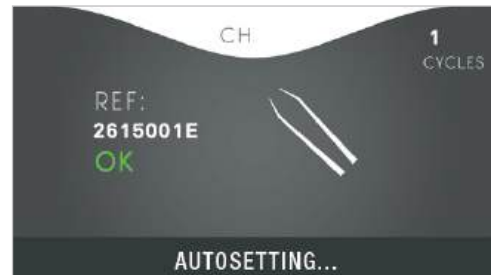 CH
1
CYCLES
REF:
2615001E
OK
AUTOSETTING...